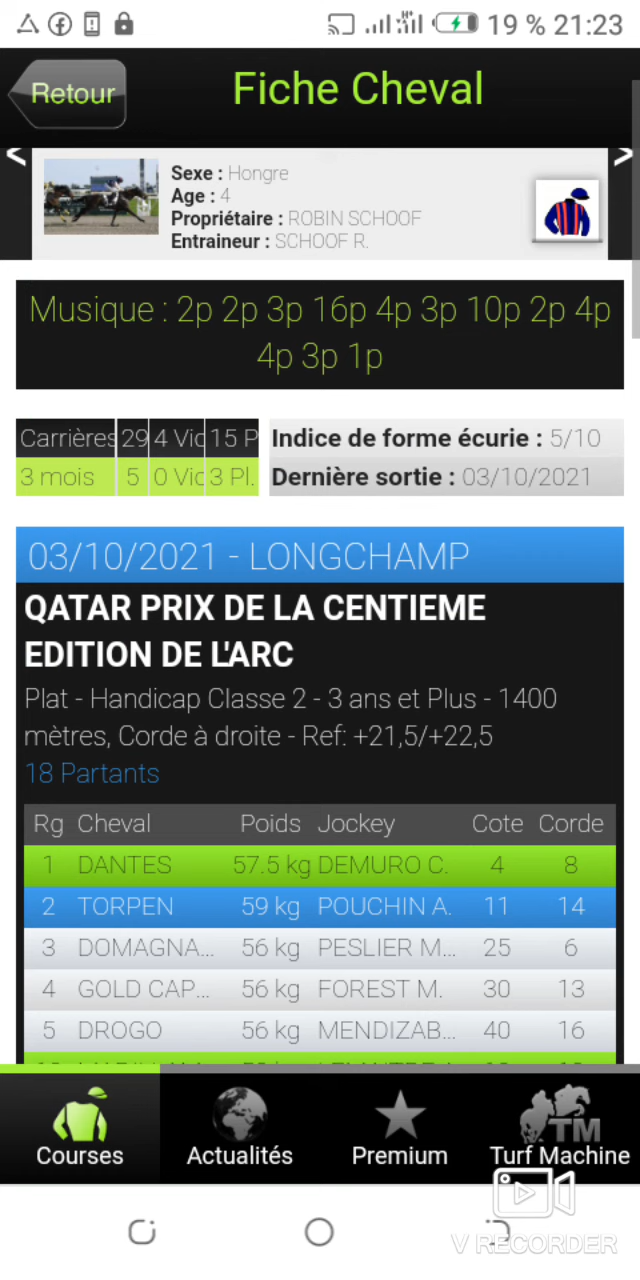 19 % 21:23
Retour
Fiche Cheval
< >
Sexe : Hongre
Age : 4
Propriétaire : ROBIN SCHOOF
Entraineur : SCHOOF R.
Musique : 2p 2p 3p 16p 4p 3p 10p 2p 4p
4p 3p 1p
Carrières 29 4 Vic 15 P
3 mois 5 0 Vic 3 Pl.
Indice de forme écurie : 5/10
Dernière sortie : 03/10/2021
03/10/2021 - LONGCHAMP
QATAR PRIX DE LA CENTIEME
EDITION DE L'ARC
Plat - Handicap Classe 2 - 3 ans et Plus - 1400
mètres, Corde à droite - Ref: +21,5/+22,5
18 Partants
Rg Cheval Poids Jockey Cote Corde
1 DANTES 57.5 kg DEMURO C. 4 8
2 TORPEN 59 kg POUCHIN A. 11 14
3 DOMAGNA... 56 kg PESLIER M... 25 6
4 GOLD CAP... 56 kg FOREST M. 30 13
5 DROGO 56 kg MENDIZAB... 40 16
Courses Actualités Premium Turf Machine
TM
V RECORDER